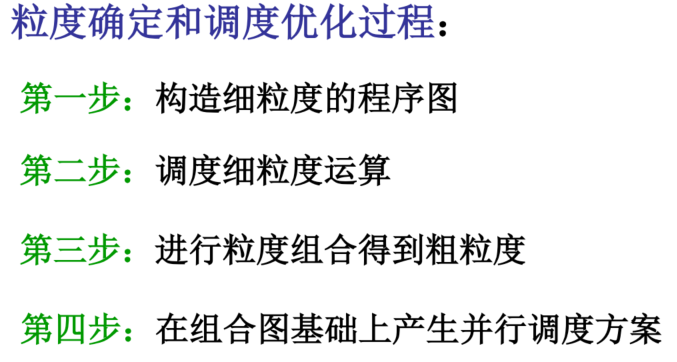 粒度确定和调度优化过程：
第一步：构造细粒度的程序图
第二步：调度细粒度运算
第三步：进行粒度组合得到粗粒度
第四步：在组合图基础上产生并行调度方案